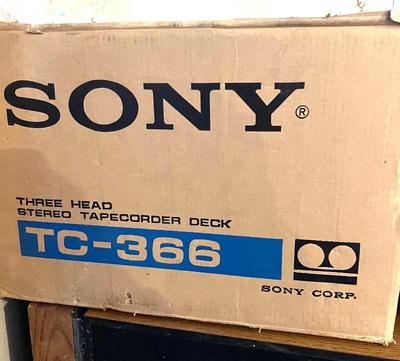 SONY®
THREE HEAD
STEREO TAPECORDER DECK
TC-366
SONY CORP.